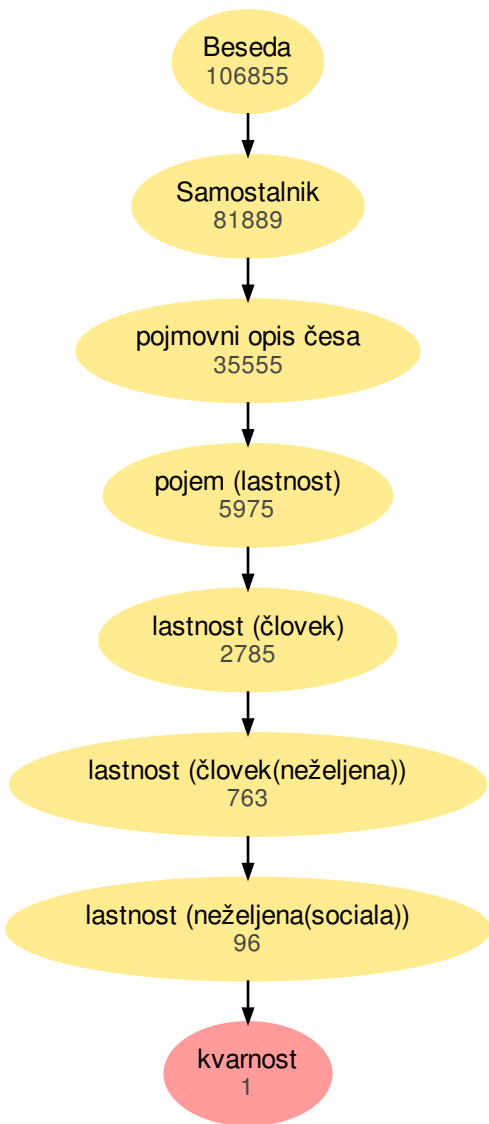 Beseda
106855
Samostalnik
81889
pojmovni opis česa
35555
pojem (lastnost)
5975
lastnost (človek)
2785
lastnost (človek(neželjena))
763
lastnost (neželjena(sociala))
96
kvarnost
1